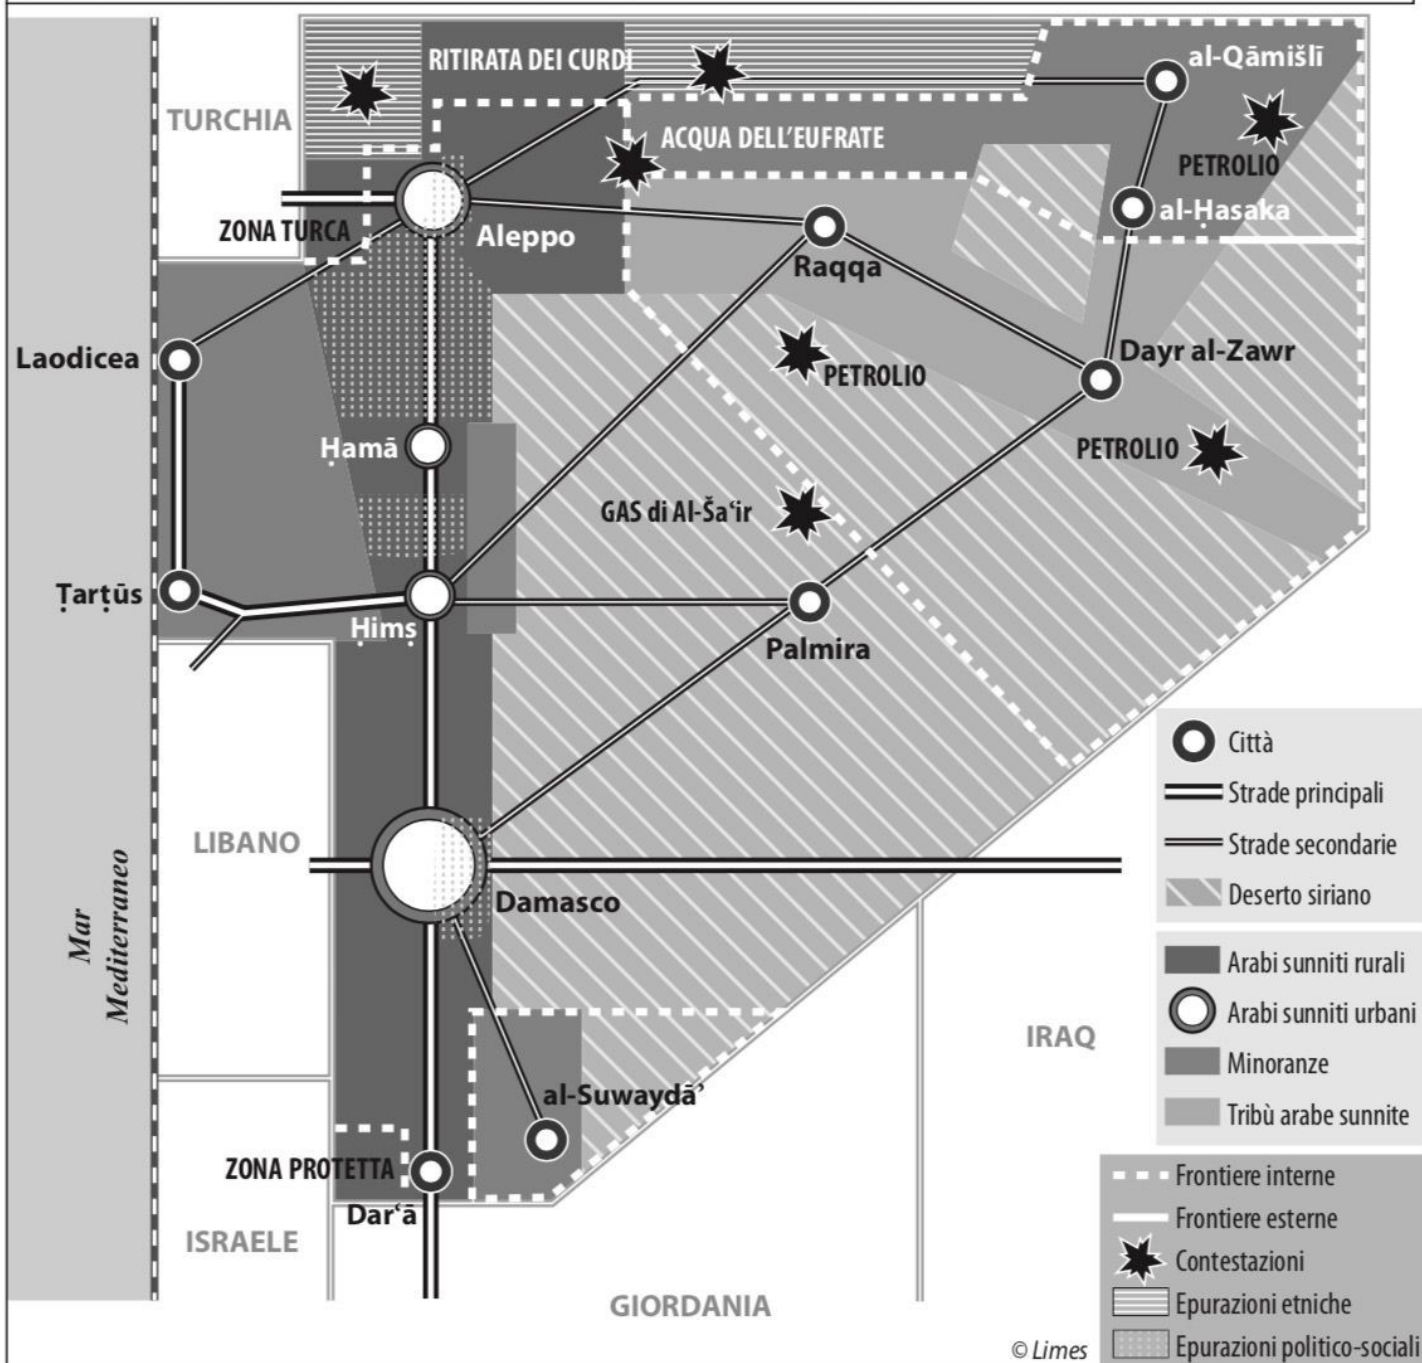 RITIRATA DEI CURDI
al-Qāmišlī
TURCHIA
ACQUA DELL'EUFRATE
PETROLIO
ZONA TURCA
Aleppo
al-Ḥasaka
Raqqa
Laodicea
Dayr al-Zawr
PETROLIO
Ḥamā
PETROLIO
GAS di Al-Šaʿir
Ṭarṭūs
Ḥimṣ
Palmira
LIBANO
Mar
Mediterraneo
Damasco
IRAQ
al-Suwaydāʾ
ZONA PROTETTA
Darʿā
ISRAELE
GIORDANIA
Città
Strade principali
Strade secondarie
Deserto siriano
Arabi sunniti rurali
Arabi sunniti urbani
Minoranze
Tribù arabe sunnite
Frontiere interne
Frontiere esterne
Contestazioni
Epurazioni etniche
Epurazioni politico-sociali
© Limes